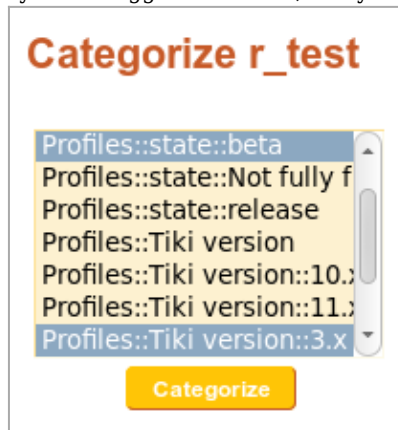 Categorize r_test
Profiles::state::beta
Profiles::state::Not fully f
Profiles::state::release
Profiles::Tiki version
Profiles::Tiki version::10.x
Profiles::Tiki version::11.x
Profiles::Tiki version::3.x
Categorize